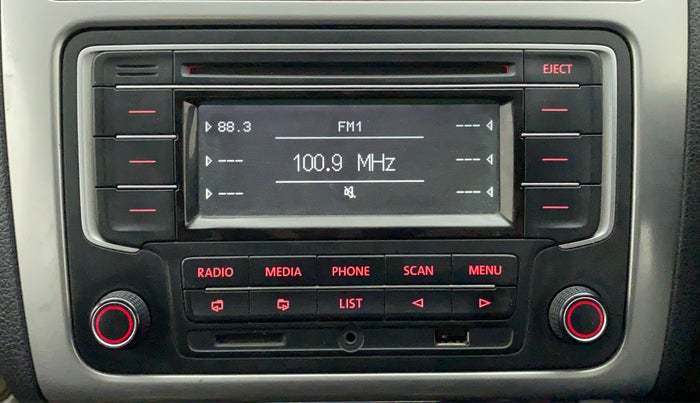 EJECT
88.3 FM1 ---
--- 100.9 MHz ---
--- ---
RADIO MEDIA PHONE SCAN MENU
LIST